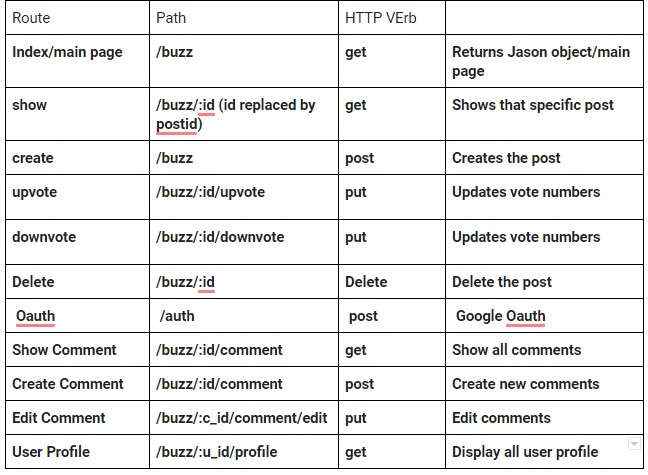 Route Path HTTP VErb
Index/main page /buzz get Returns Jason object/main
page
show /buzz/:id (id replaced by get Shows that specific post
postid)
create /buzz post Creates the post
upvote /buzz/:id/upvote put Updates vote numbers
downvote /buzz/:id/downvote put Updates vote numbers
Delete /buzz/:id Delete Delete the post
Oauth /auth post Google Oauth
Show Comment /buzz/:id/comment get Show all comments
Create Comment /buzz/:id/comment post Create new comments
Edit Comment /buzz/:c_id/comment/edit put Edit comments
User Profile /buzz/:u_id/profile get Display all user profile